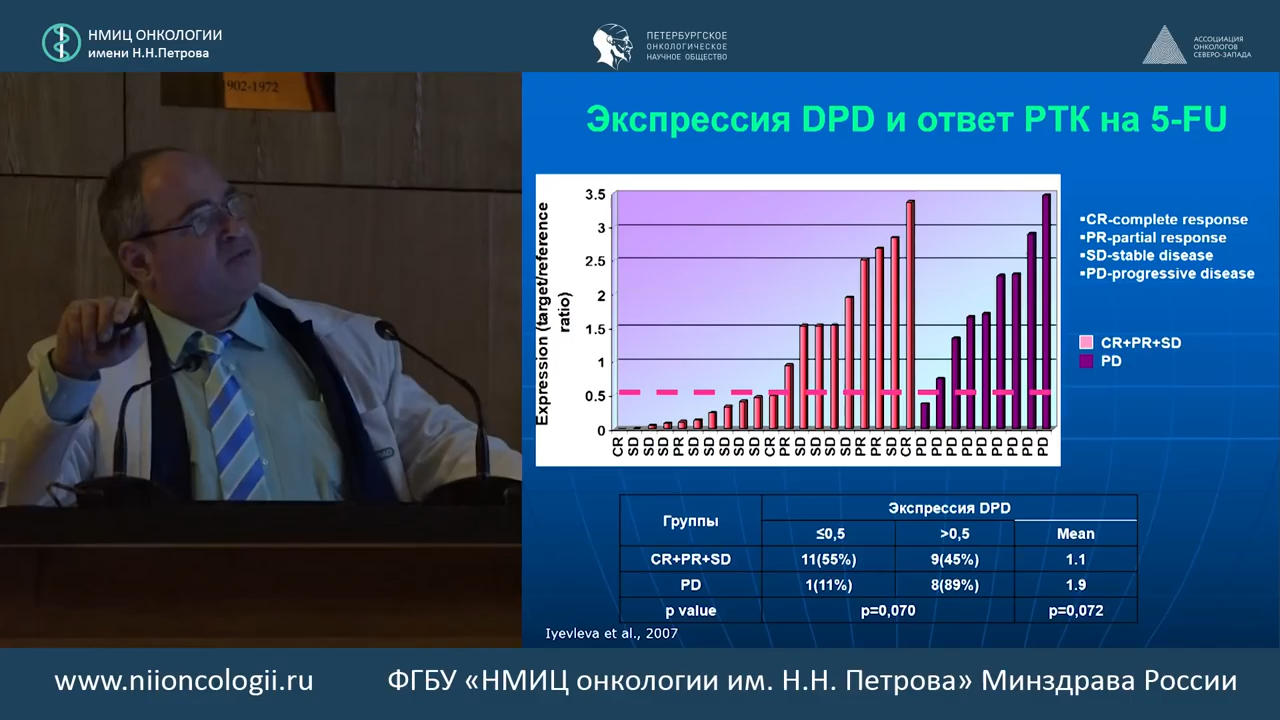 НМИЦ ОНКОЛОГИИ
имени Н.Н.Петрова
ПЕТЕРБУРГСКОЕ
ОНКОЛОГИЧЕСКОЕ
НАУЧНОЕ ОБЩЕСТВО
АССОЦИАЦИЯ
ОНКОЛОГОВ
СЕВЕРО-ЗАПАДА
1902-1972
Экспрессия DPD и ответ РТК на 5-FU
Expression (target/reference
ratio)
3.5
3
2.5
2
1.5
1
0.5
0
CR SD SD SD PR SD SD SD SD SD CR PR SD SD SD SD PR PR SD CR PD PD PD PD PD PD PD PD PD
▪CR-complete response
▪PR-partial response
▪SD-stable disease
▪PD-progressive disease
CR+PR+SD
PD
Группы Экспрессия DPD
≤0,5 >0,5 Mean
CR+PR+SD 11(55%) 9(45%) 1.1
PD 1(11%) 8(89%) 1.9
p value p=0,070 p=0,072
Iyevleva et al., 2007
www.niioncologii.ru ФГБУ «НМИЦ онкологии им. Н.Н. Петрова» Минздрава России